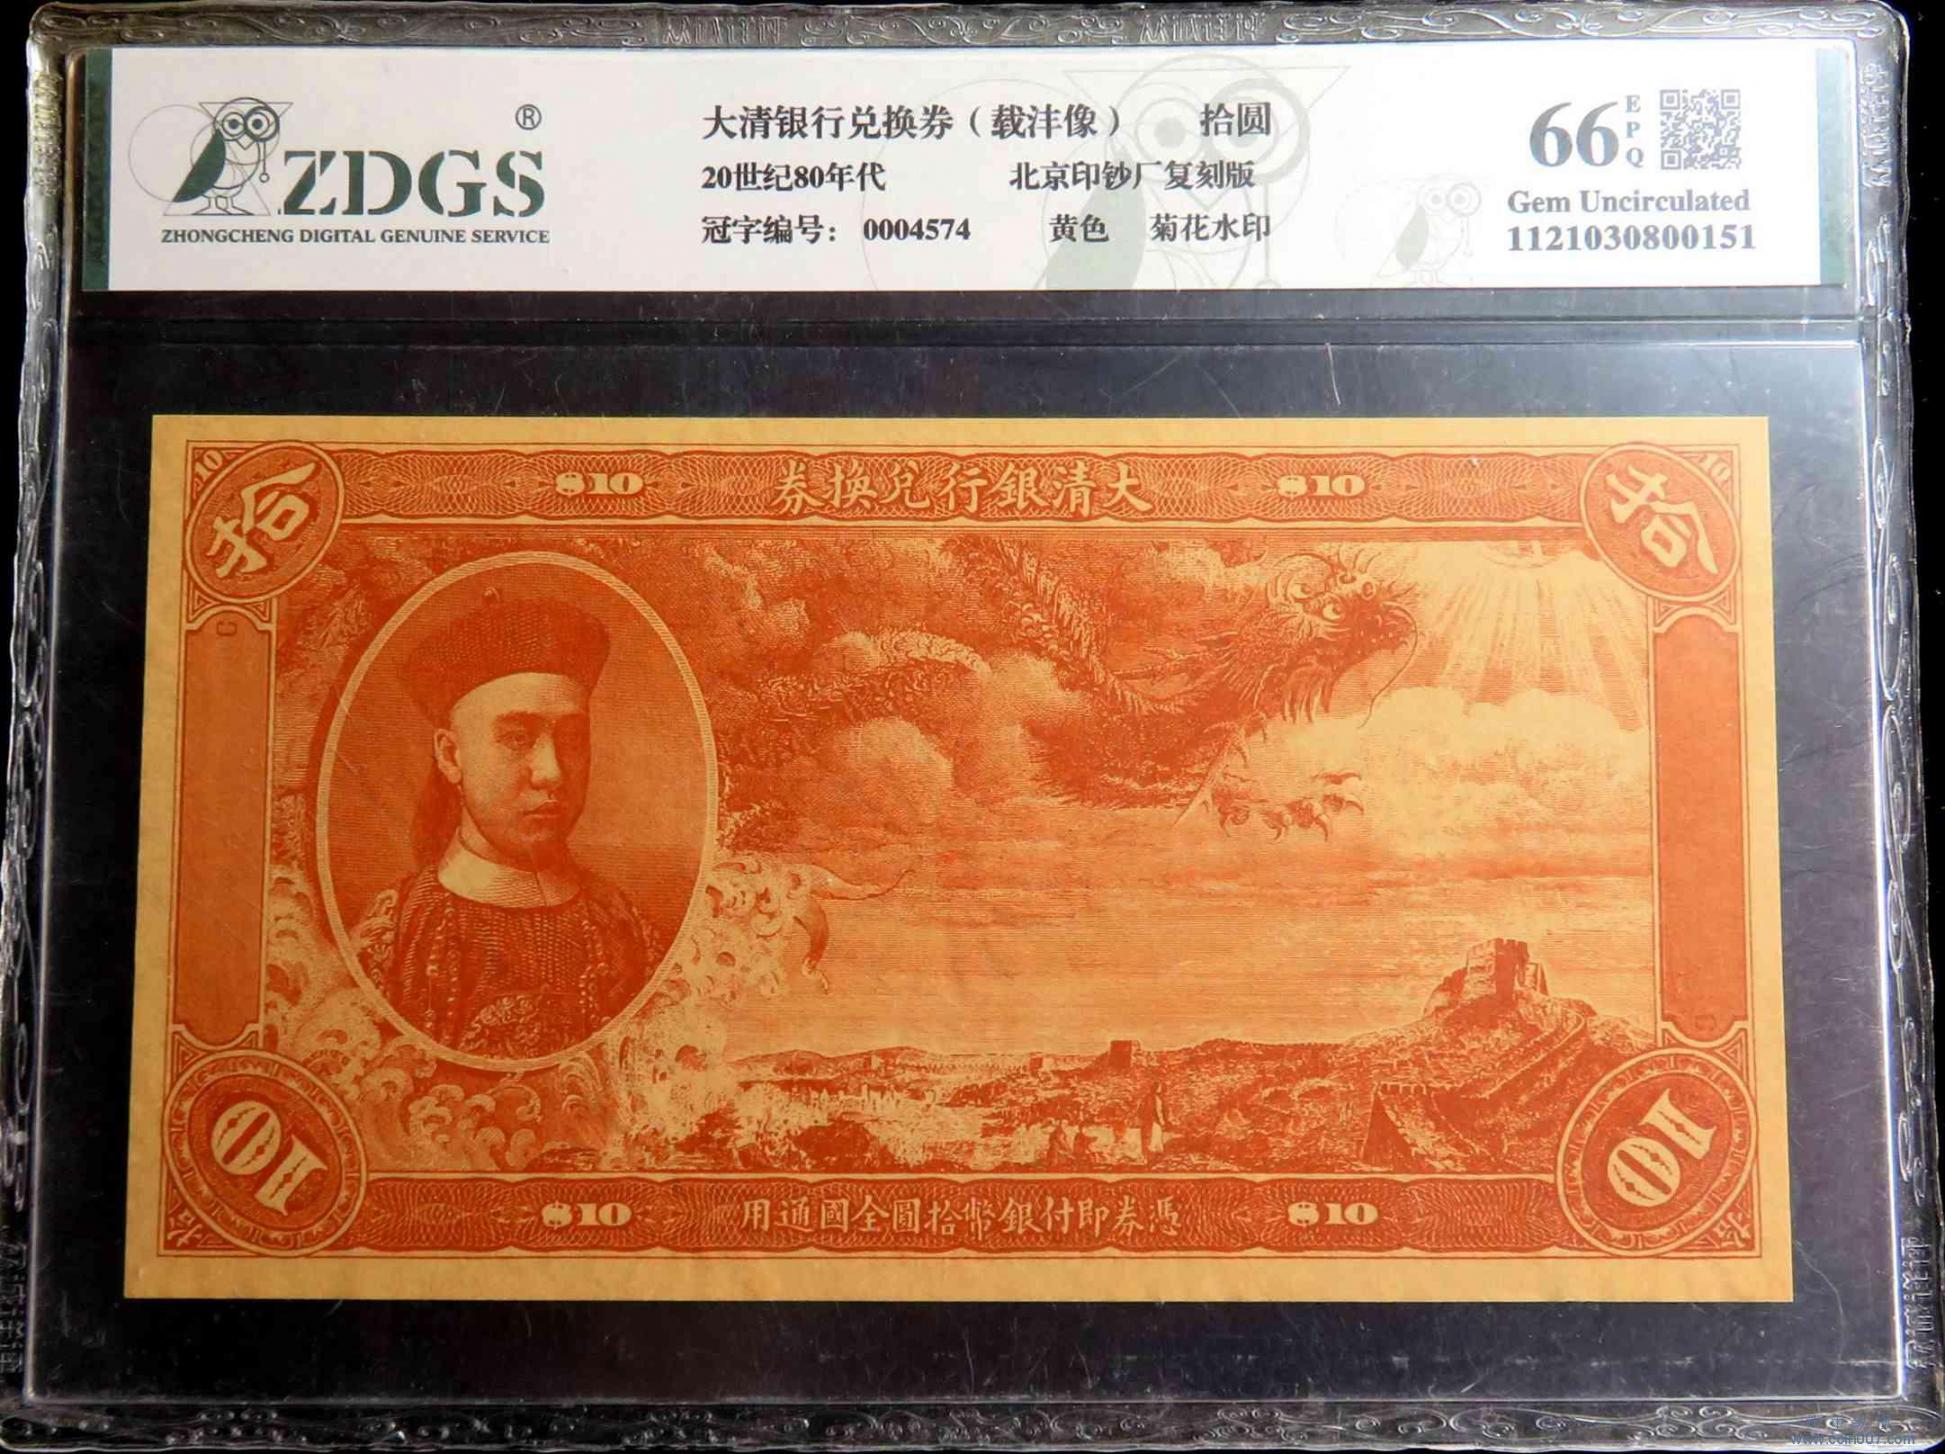 ZDGS®
ZHONGCHENG DIGITAL GENUINE SERVICE
大清银行兑换券（载沣像） 拾圆
20世纪80年代 北京印钞厂复刻版
冠字编号： 0004574 黄色 菊花水印
66 EPQ
Gem Uncirculated
1121030800151
10 $10 券換兌行銀清大 $10 10
拾 拾
C
C
10 10
$10 用通國全圓拾幣銀付即券憑 $10
拾 拾